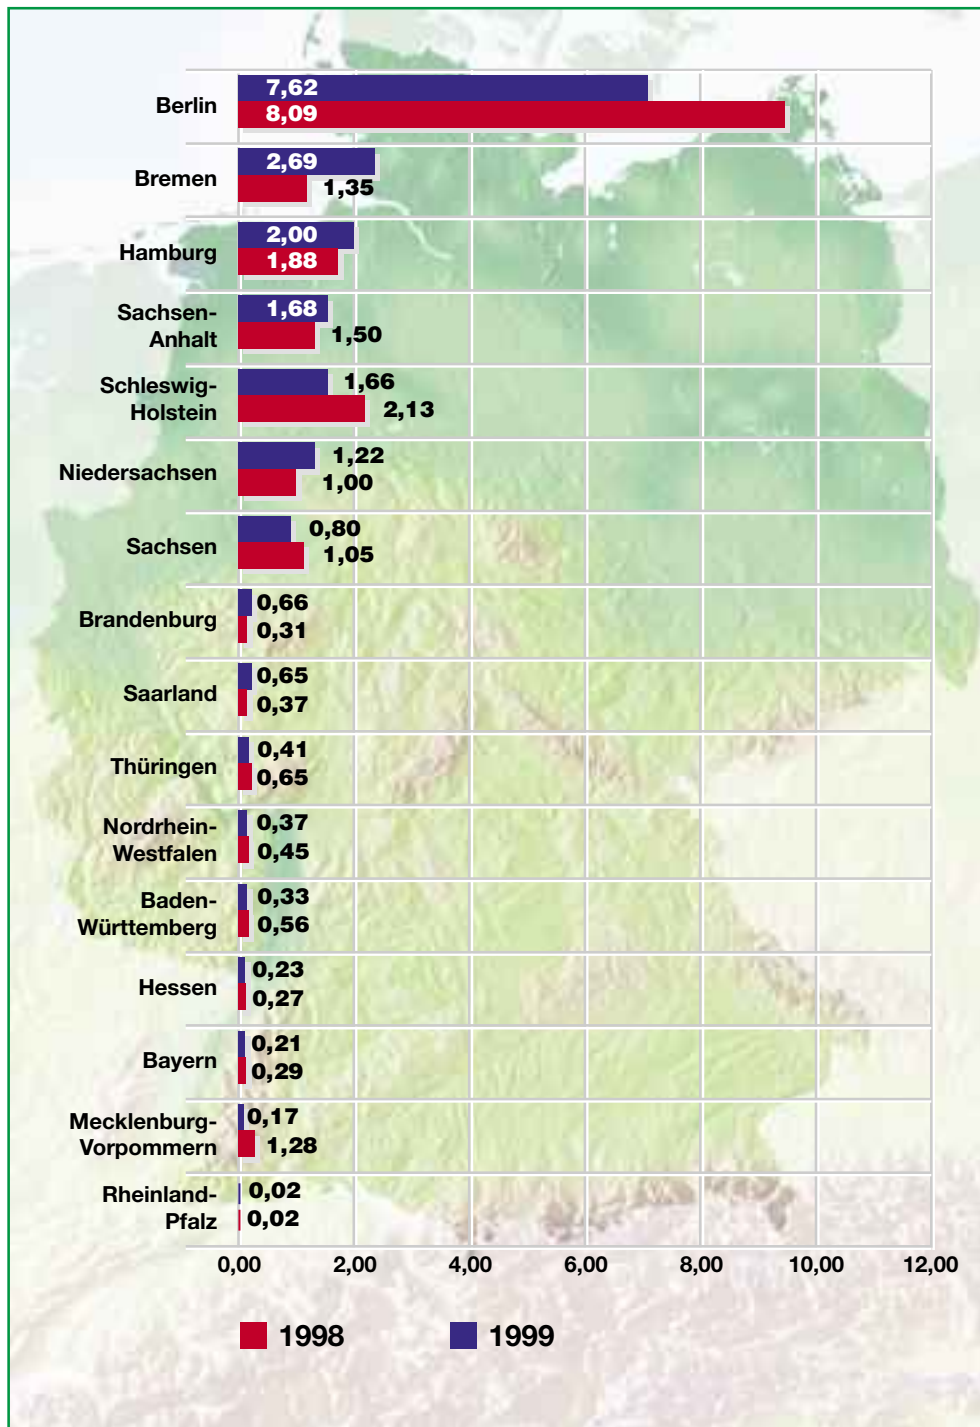 Berlin
7,62
8,09
Bremen
2,69
1,35
Hamburg
2,00
1,88
Sachsen-
Anhalt
1,68
1,50
Schleswig-
Holstein
1,66
2,13
Niedersachsen
1,22
1,00
Sachsen
0,80
1,05
Brandenburg
0,66
0,31
Saarland
0,65
0,37
Thüringen
0,41
0,65
Nordrhein-
Westfalen
0,37
0,45
Baden-
Württemberg
0,33
0,56
Hessen
0,23
0,27
Bayern
0,21
0,29
Mecklenburg-
Vorpommern
0,17
1,28
Rheinland-
Pfalz
0,02
0,02
0,00 2,00 4,00 6,00 8,00 10,00 12,00
1998 1999